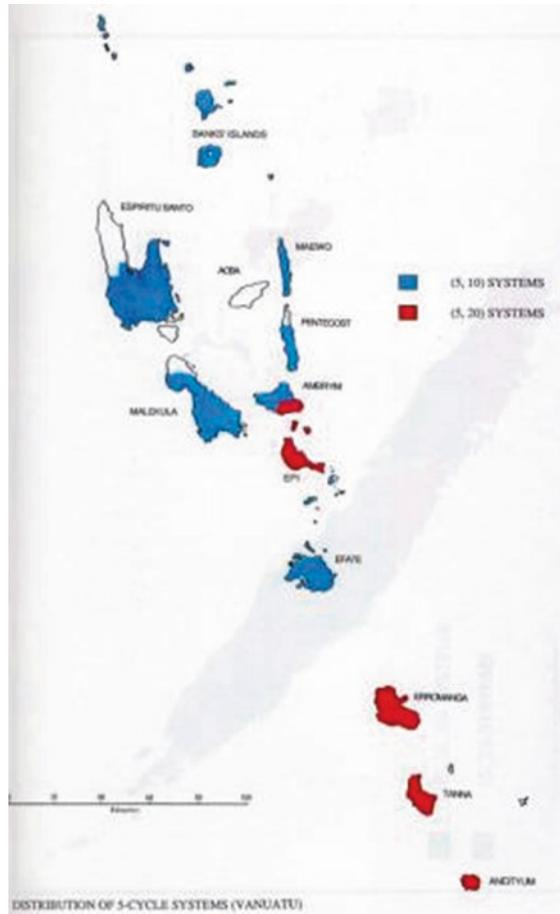 BANKS' ISLANDS
ESPIRITU SANTO
MAEWO
AOBA
(5, 10) SYSTEMS
(5, 20) SYSTEMS
PENTECOST
AMBRYM
MALEKULA
EPI
EFATE
ERROMANGA
TANNA
ANEITYUM
DISTRIBUTION OF 5-CYCLE SYSTEMS (VANUATU)